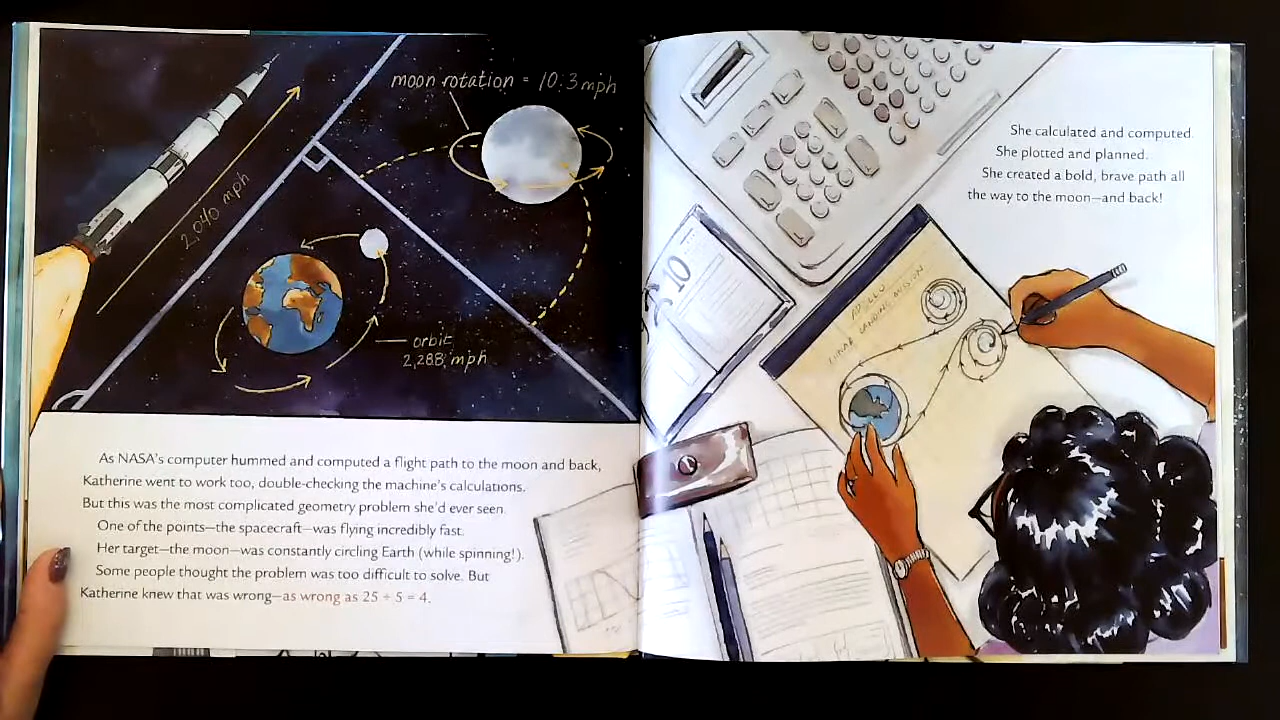 moon rotation = 10.3 mph
2,040 mph
orbit
2,288 mph
As NASA's computer hummed and computed a flight path to the moon and back,
Katherine went to work too, double-checking the machine's calculations.
But this was the most complicated geometry problem she'd ever seen.
One of the points—the spacecraft—was flying incredibly fast.
Her target—the moon—was constantly circling Earth (while spinning!).
Some people thought the problem was too difficult to solve. But
Katherine knew that was wrong—as wrong as 25 ÷ 5 = 4.
She calculated and computed.
She plotted and planned.
She created a bold, brave path all
the way to the moon—and back!
10
APOLLO
LUNAR LANDING MISSION